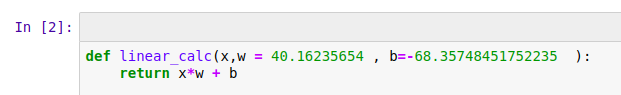 In [2]:
def linear_calc(x,w = 40.16235654 , b=-68.35748451752235  ):
    return x*w + b